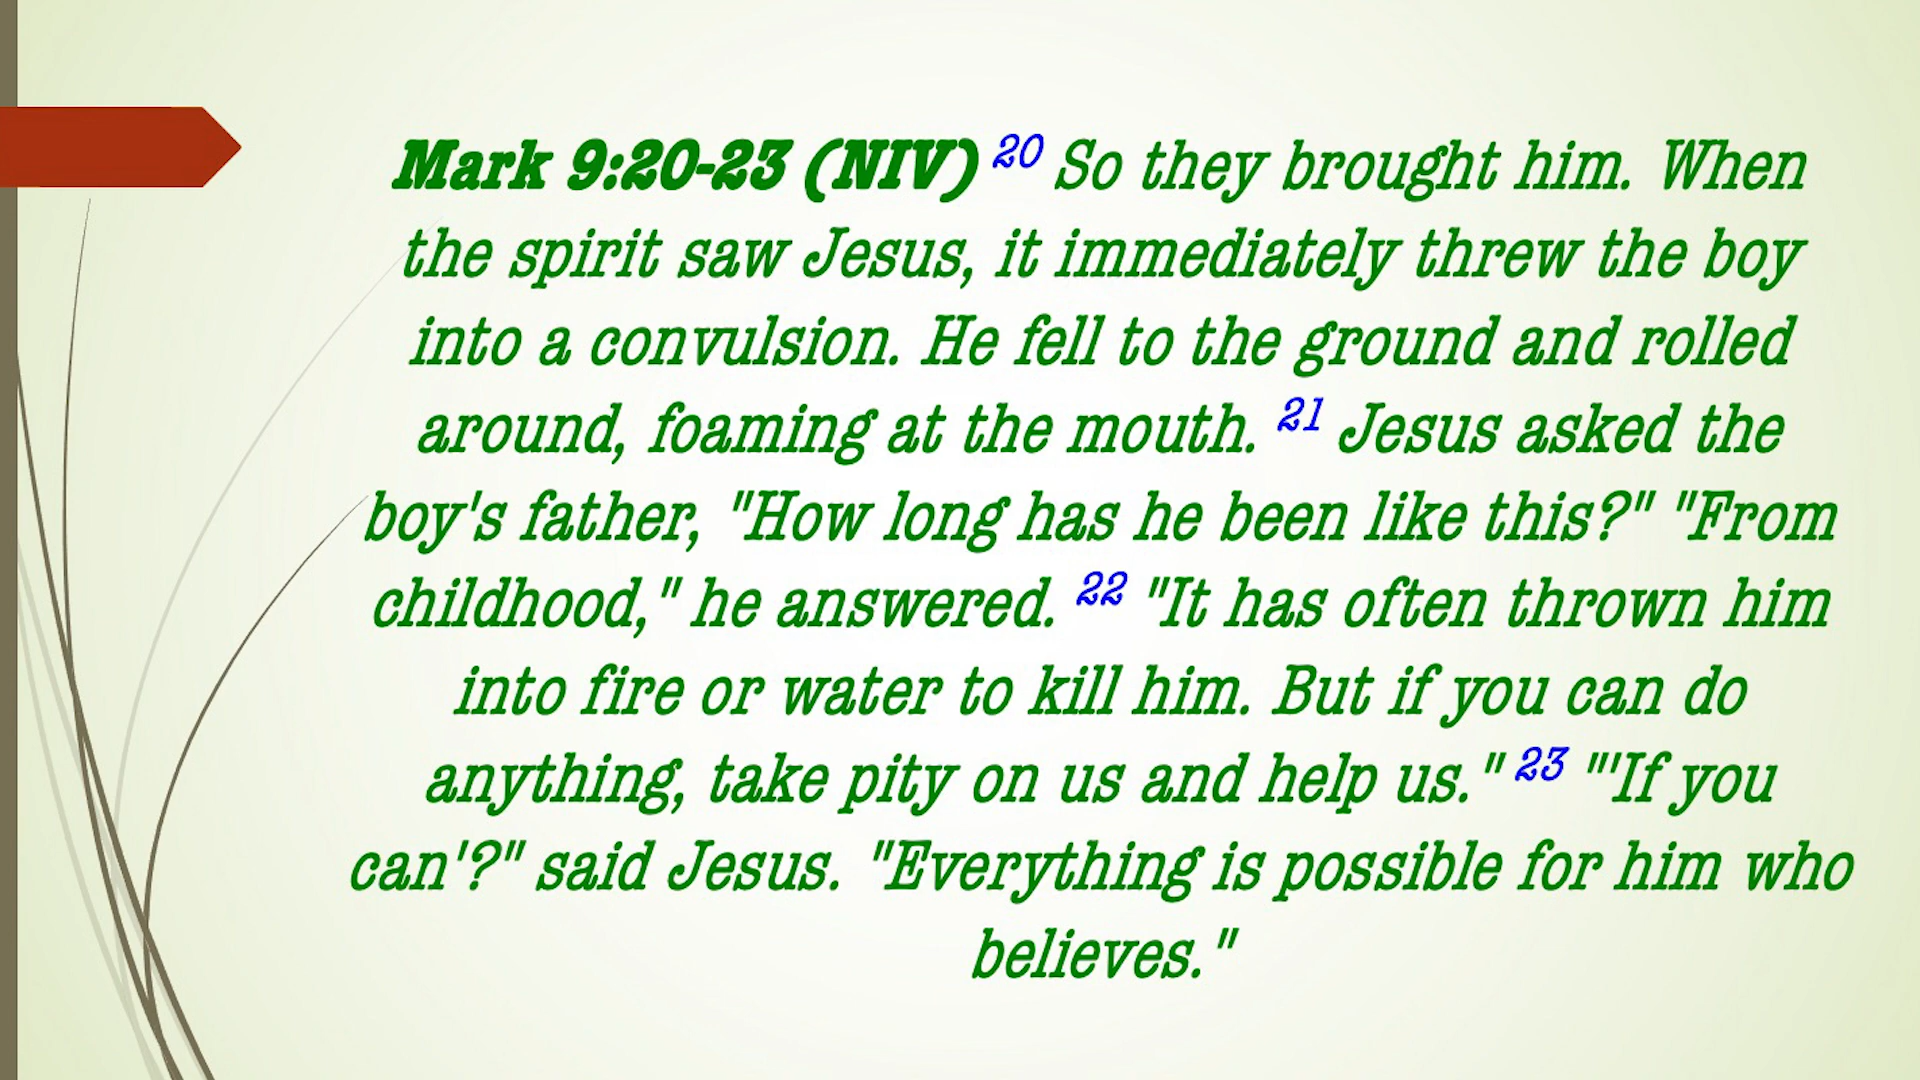 Mark 9:20-23 (NIV) 20 So they brought him. When
the spirit saw Jesus, it immediately threw the boy
into a convulsion. He fell to the ground and rolled
around, foaming at the mouth. 21 Jesus asked the
boy's father, "How long has he been like this?" "From
childhood," he answered. 22 "It has often thrown him
into fire or water to kill him. But if you can do
anything, take pity on us and help us." 23 "'If you
can'?" said Jesus. "Everything is possible for him who
believes."